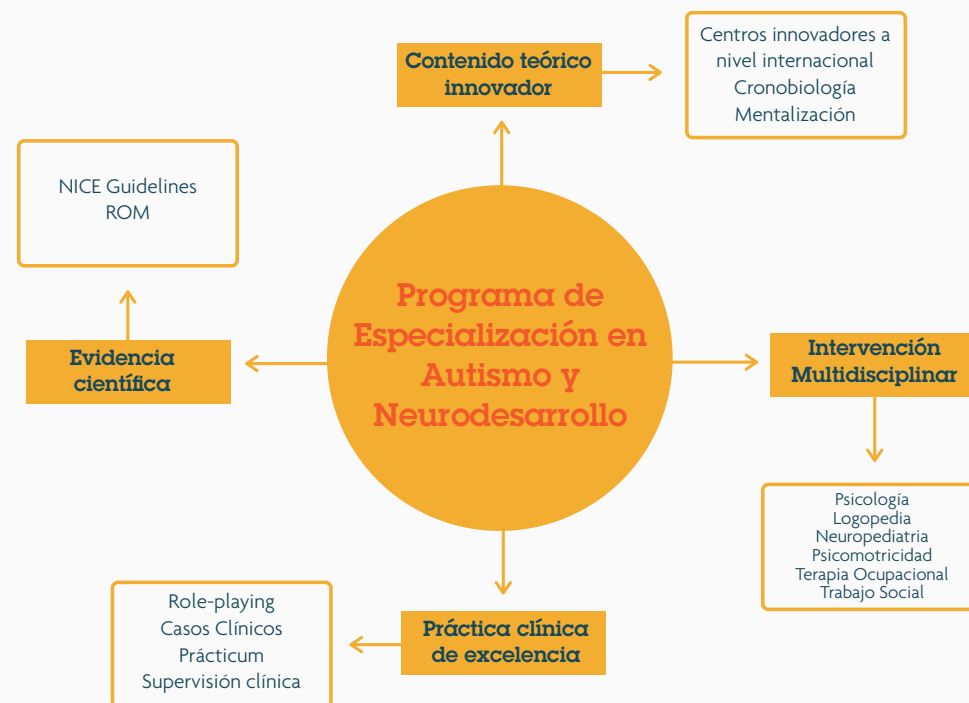 Contenido teórico
innovador
Centros innovadores a
nivel internacional
Cronobiología
Mentalización
NICE Guidelines
ROM
Evidencia
científica
Programa de
Especialización en
Autismo y
Neurodesarrollo
Intervención
Multidisciplinar
Psicología
Logopedia
Neuropediatria
Psicomotricidad
Terapia Ocupacional
Trabajo Social
Práctica clínica
de excelencia
Role-playing
Casos Clínicos
Prácticum
Supervisión clínica